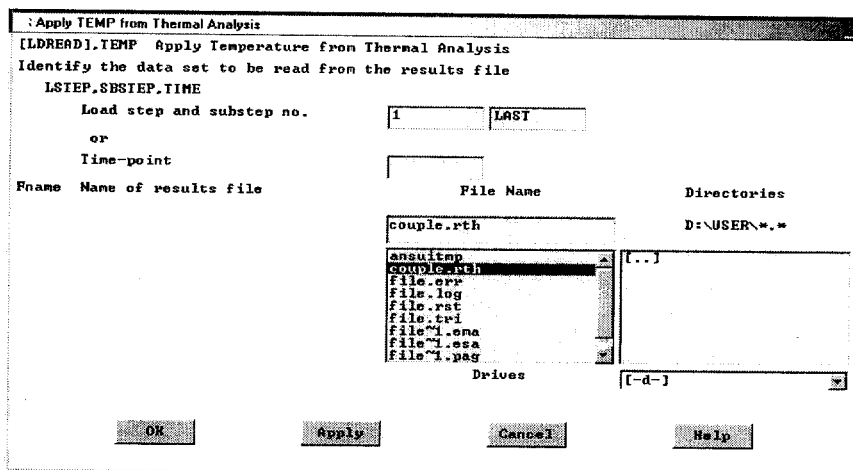 : Apply TEMP from Thermal Analysis
[LDREAD],TEMP Apply Temperature from Thermal Analysis
Identify the data set to be read from the results file
LSTEP,SBSTEP,TIME
Load step and substep no. 1 LAST
or
Time-point
Fname Name of results file File Name Directories
couple.rth D:\USER\*.*
ansuitmp [..]
couple.rth
file.err
file.log
file.rst
file.tri
file~1.ema
file~1.esa
file~1.pag
Drives [-d-]
OK Apply Cancel Help